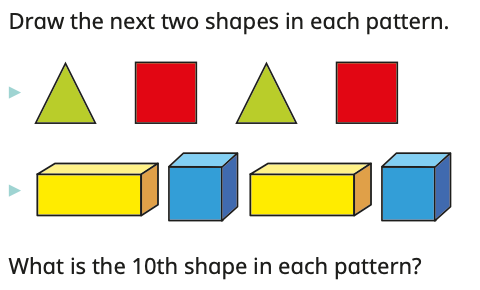 Draw the next two shapes in each pattern.
What is the 10th shape in each pattern?